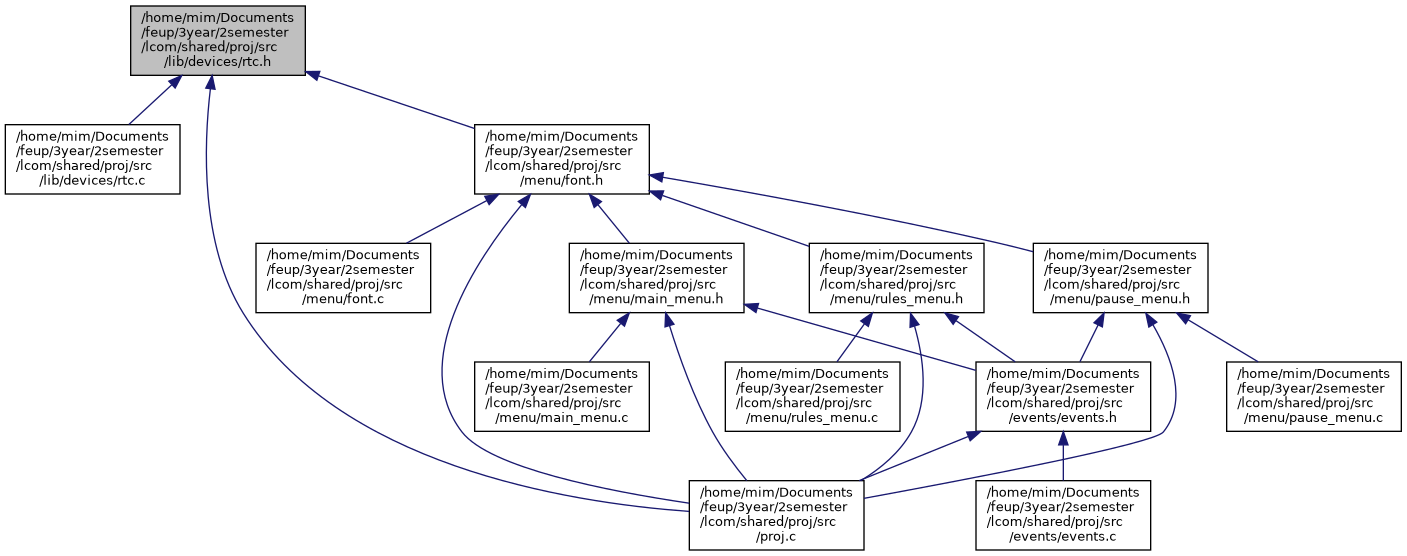 /home/mim/Documents
/feup/3year/2semester
/lcom/shared/proj/src
/lib/devices/rtc.h
/home/mim/Documents
/feup/3year/2semester
/lcom/shared/proj/src
/lib/devices/rtc.c
/home/mim/Documents
/feup/3year/2semester
/lcom/shared/proj/src
/menu/font.h
/home/mim/Documents
/feup/3year/2semester
/lcom/shared/proj/src
/menu/font.c
/home/mim/Documents
/feup/3year/2semester
/lcom/shared/proj/src
/menu/main_menu.h
/home/mim/Documents
/feup/3year/2semester
/lcom/shared/proj/src
/menu/rules_menu.h
/home/mim/Documents
/feup/3year/2semester
/lcom/shared/proj/src
/menu/pause_menu.h
/home/mim/Documents
/feup/3year/2semester
/lcom/shared/proj/src
/menu/main_menu.c
/home/mim/Documents
/feup/3year/2semester
/lcom/shared/proj/src
/menu/rules_menu.c
/home/mim/Documents
/feup/3year/2semester
/lcom/shared/proj/src
/events/events.h
/home/mim/Documents
/feup/3year/2semester
/lcom/shared/proj/src
/menu/pause_menu.c
/home/mim/Documents
/feup/3year/2semester
/lcom/shared/proj/src
/proj.c
/home/mim/Documents
/feup/3year/2semester
/lcom/shared/proj/src
/events/events.c